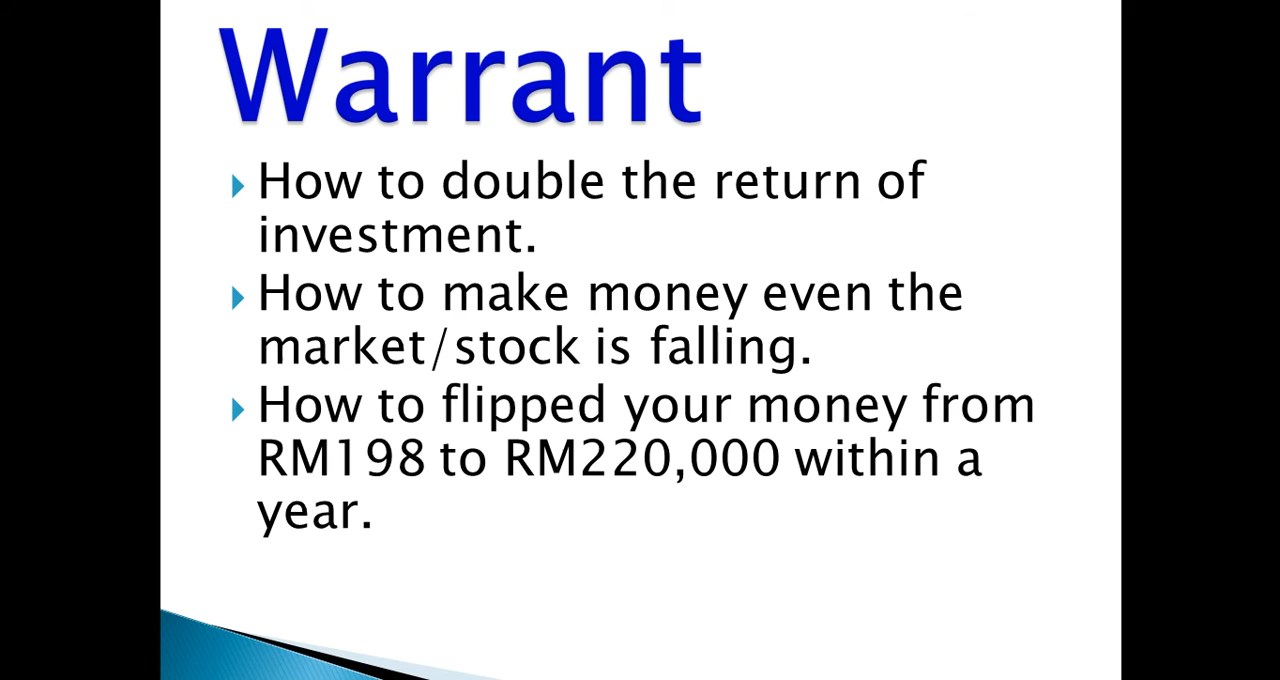 Warrant
How to double the return of
investment.
How to make money even the
market/stock is falling.
How to flipped your money from
RM198 to RM220,000 within a
year.